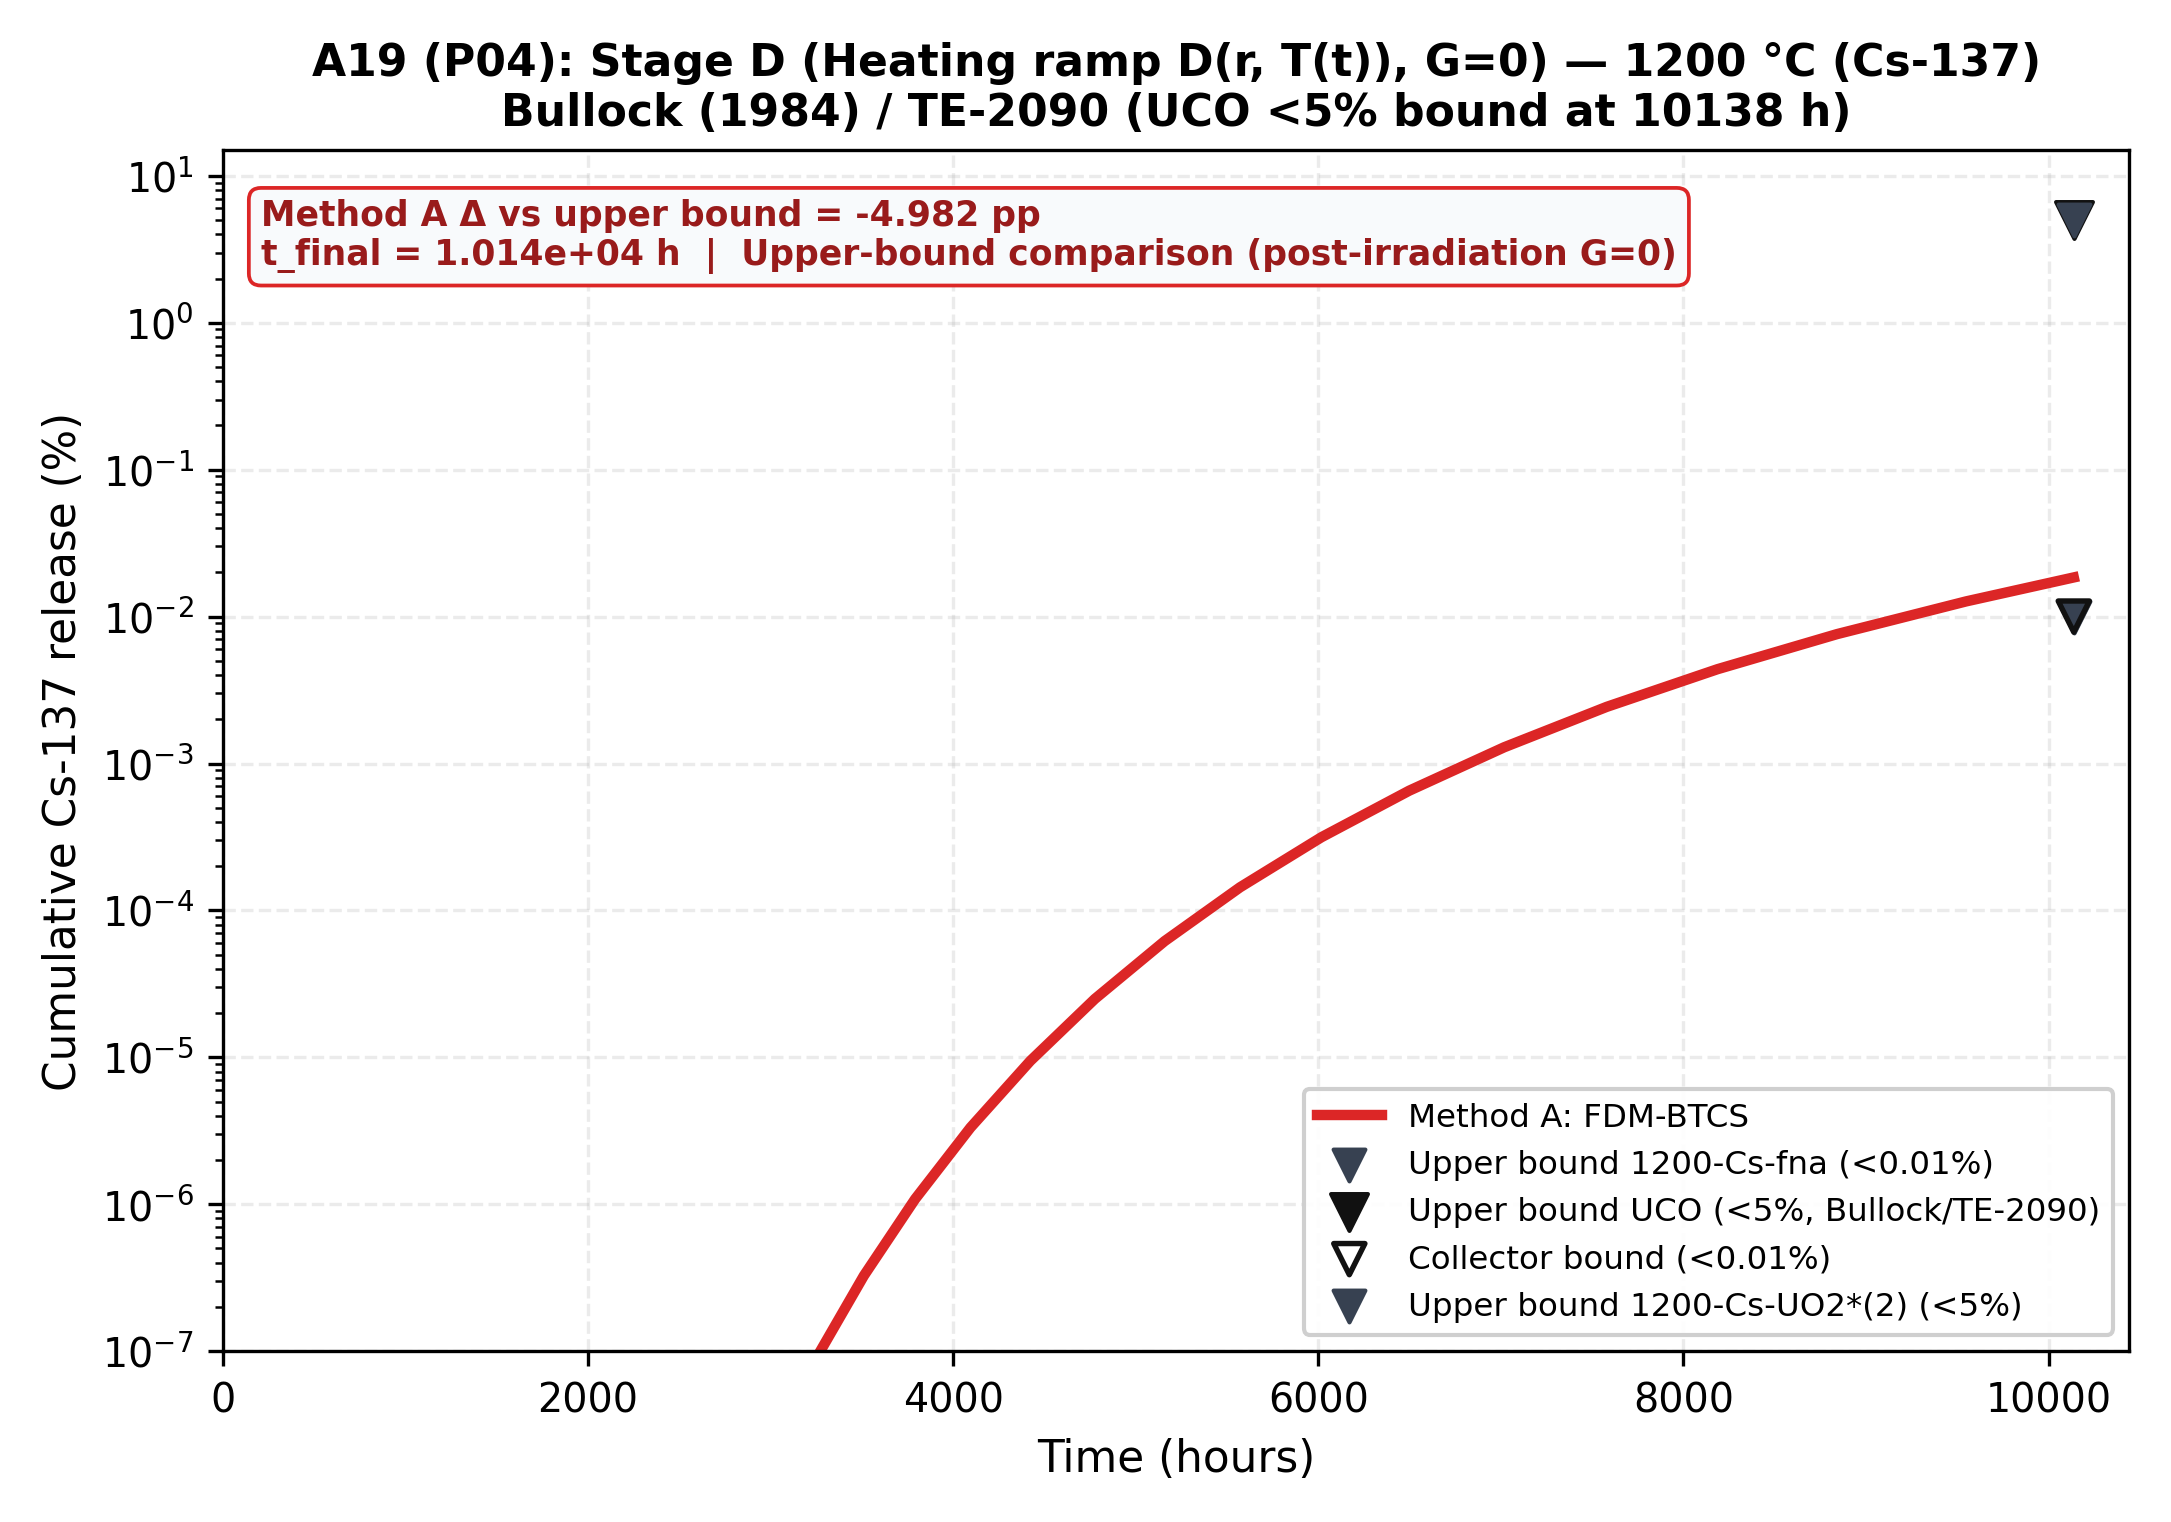 A19 (P04): Stage D (Heating ramp D(r, T(t)), G=0) — 1200 °C (Cs-137)
Bullock (1984) / TE-2090 (UCO <5% bound at 10138 h)
Method A Δ vs upper bound = -4.982 pp
t_final = 1.014e+04 h | Upper-bound comparison (post-irradiation G=0)
Cumulative Cs-137 release (%)
10¹
10⁰
10⁻¹
10⁻²
10⁻³
10⁻⁴
10⁻⁵
10⁻⁶
10⁻⁷
Method A: FDM-BTCS
Upper bound 1200-Cs-fna (<0.01%)
Upper bound UCO (<5%, Bullock/TE-2090)
Collector bound (<0.01%)
Upper bound 1200-Cs-UO2*(2) (<5%)
0 2000 4000 6000 8000 10000
Time (hours)